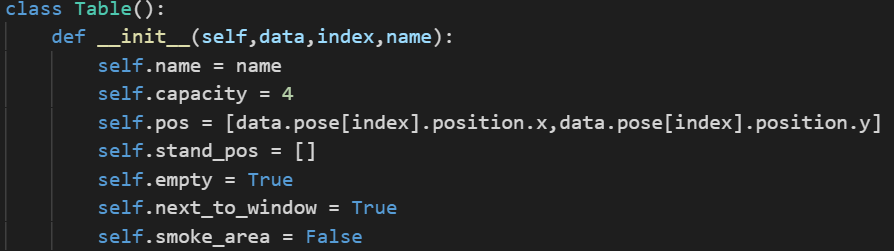 class Table():
    def __init__(self,data,index,name):
        self.name = name
        self.capacity = 4
        self.pos = [data.pose[index].position.x,data.pose[index].position.y]
        self.stand_pos = []
        self.empty = True
        self.next_to_window = True
        self.smoke_area = False